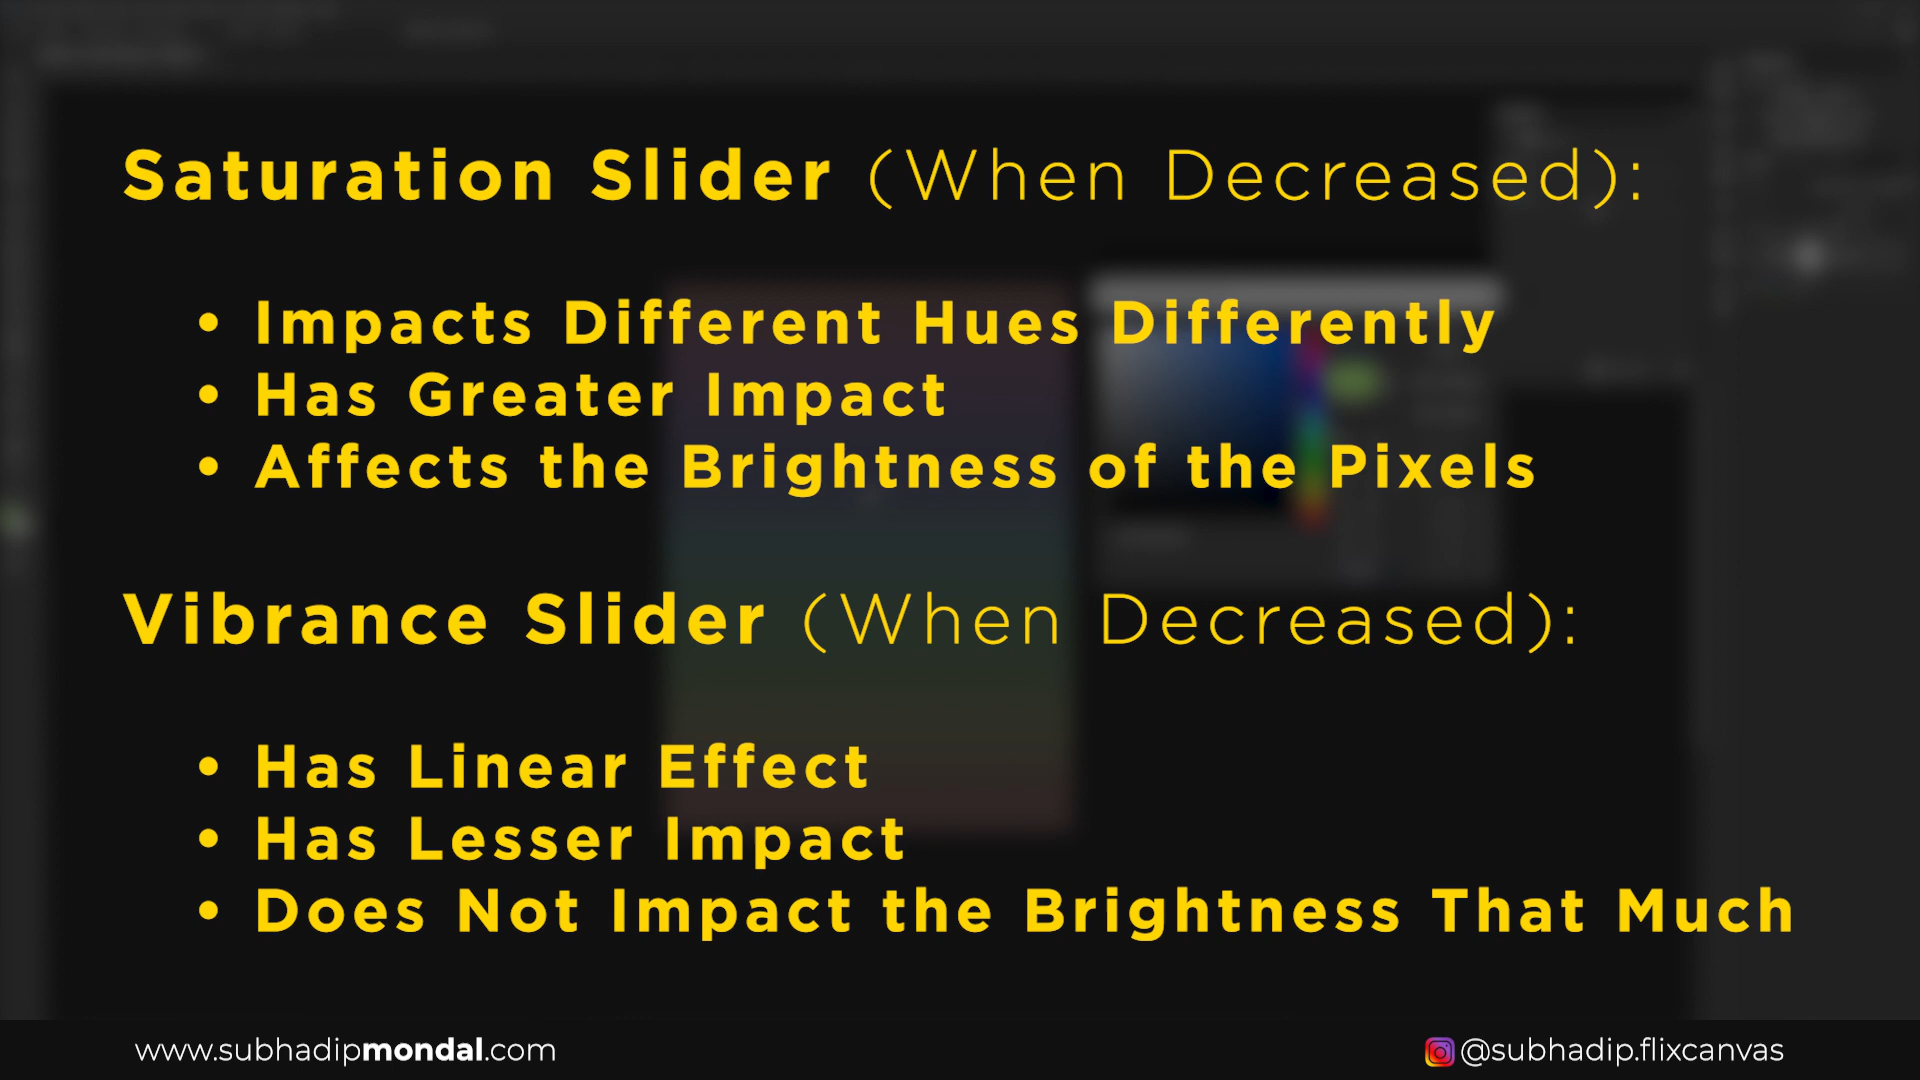 Saturation Slider (When Decreased):
• Impacts Different Hues Differently
• Has Greater Impact
• Affects the Brightness of the Pixels
Vibrance Slider (When Decreased):
• Has Linear Effect
• Has Lesser Impact
• Does Not Impact the Brightness That Much
www.subhadipmondal.com
@subhadip.flixcanvas